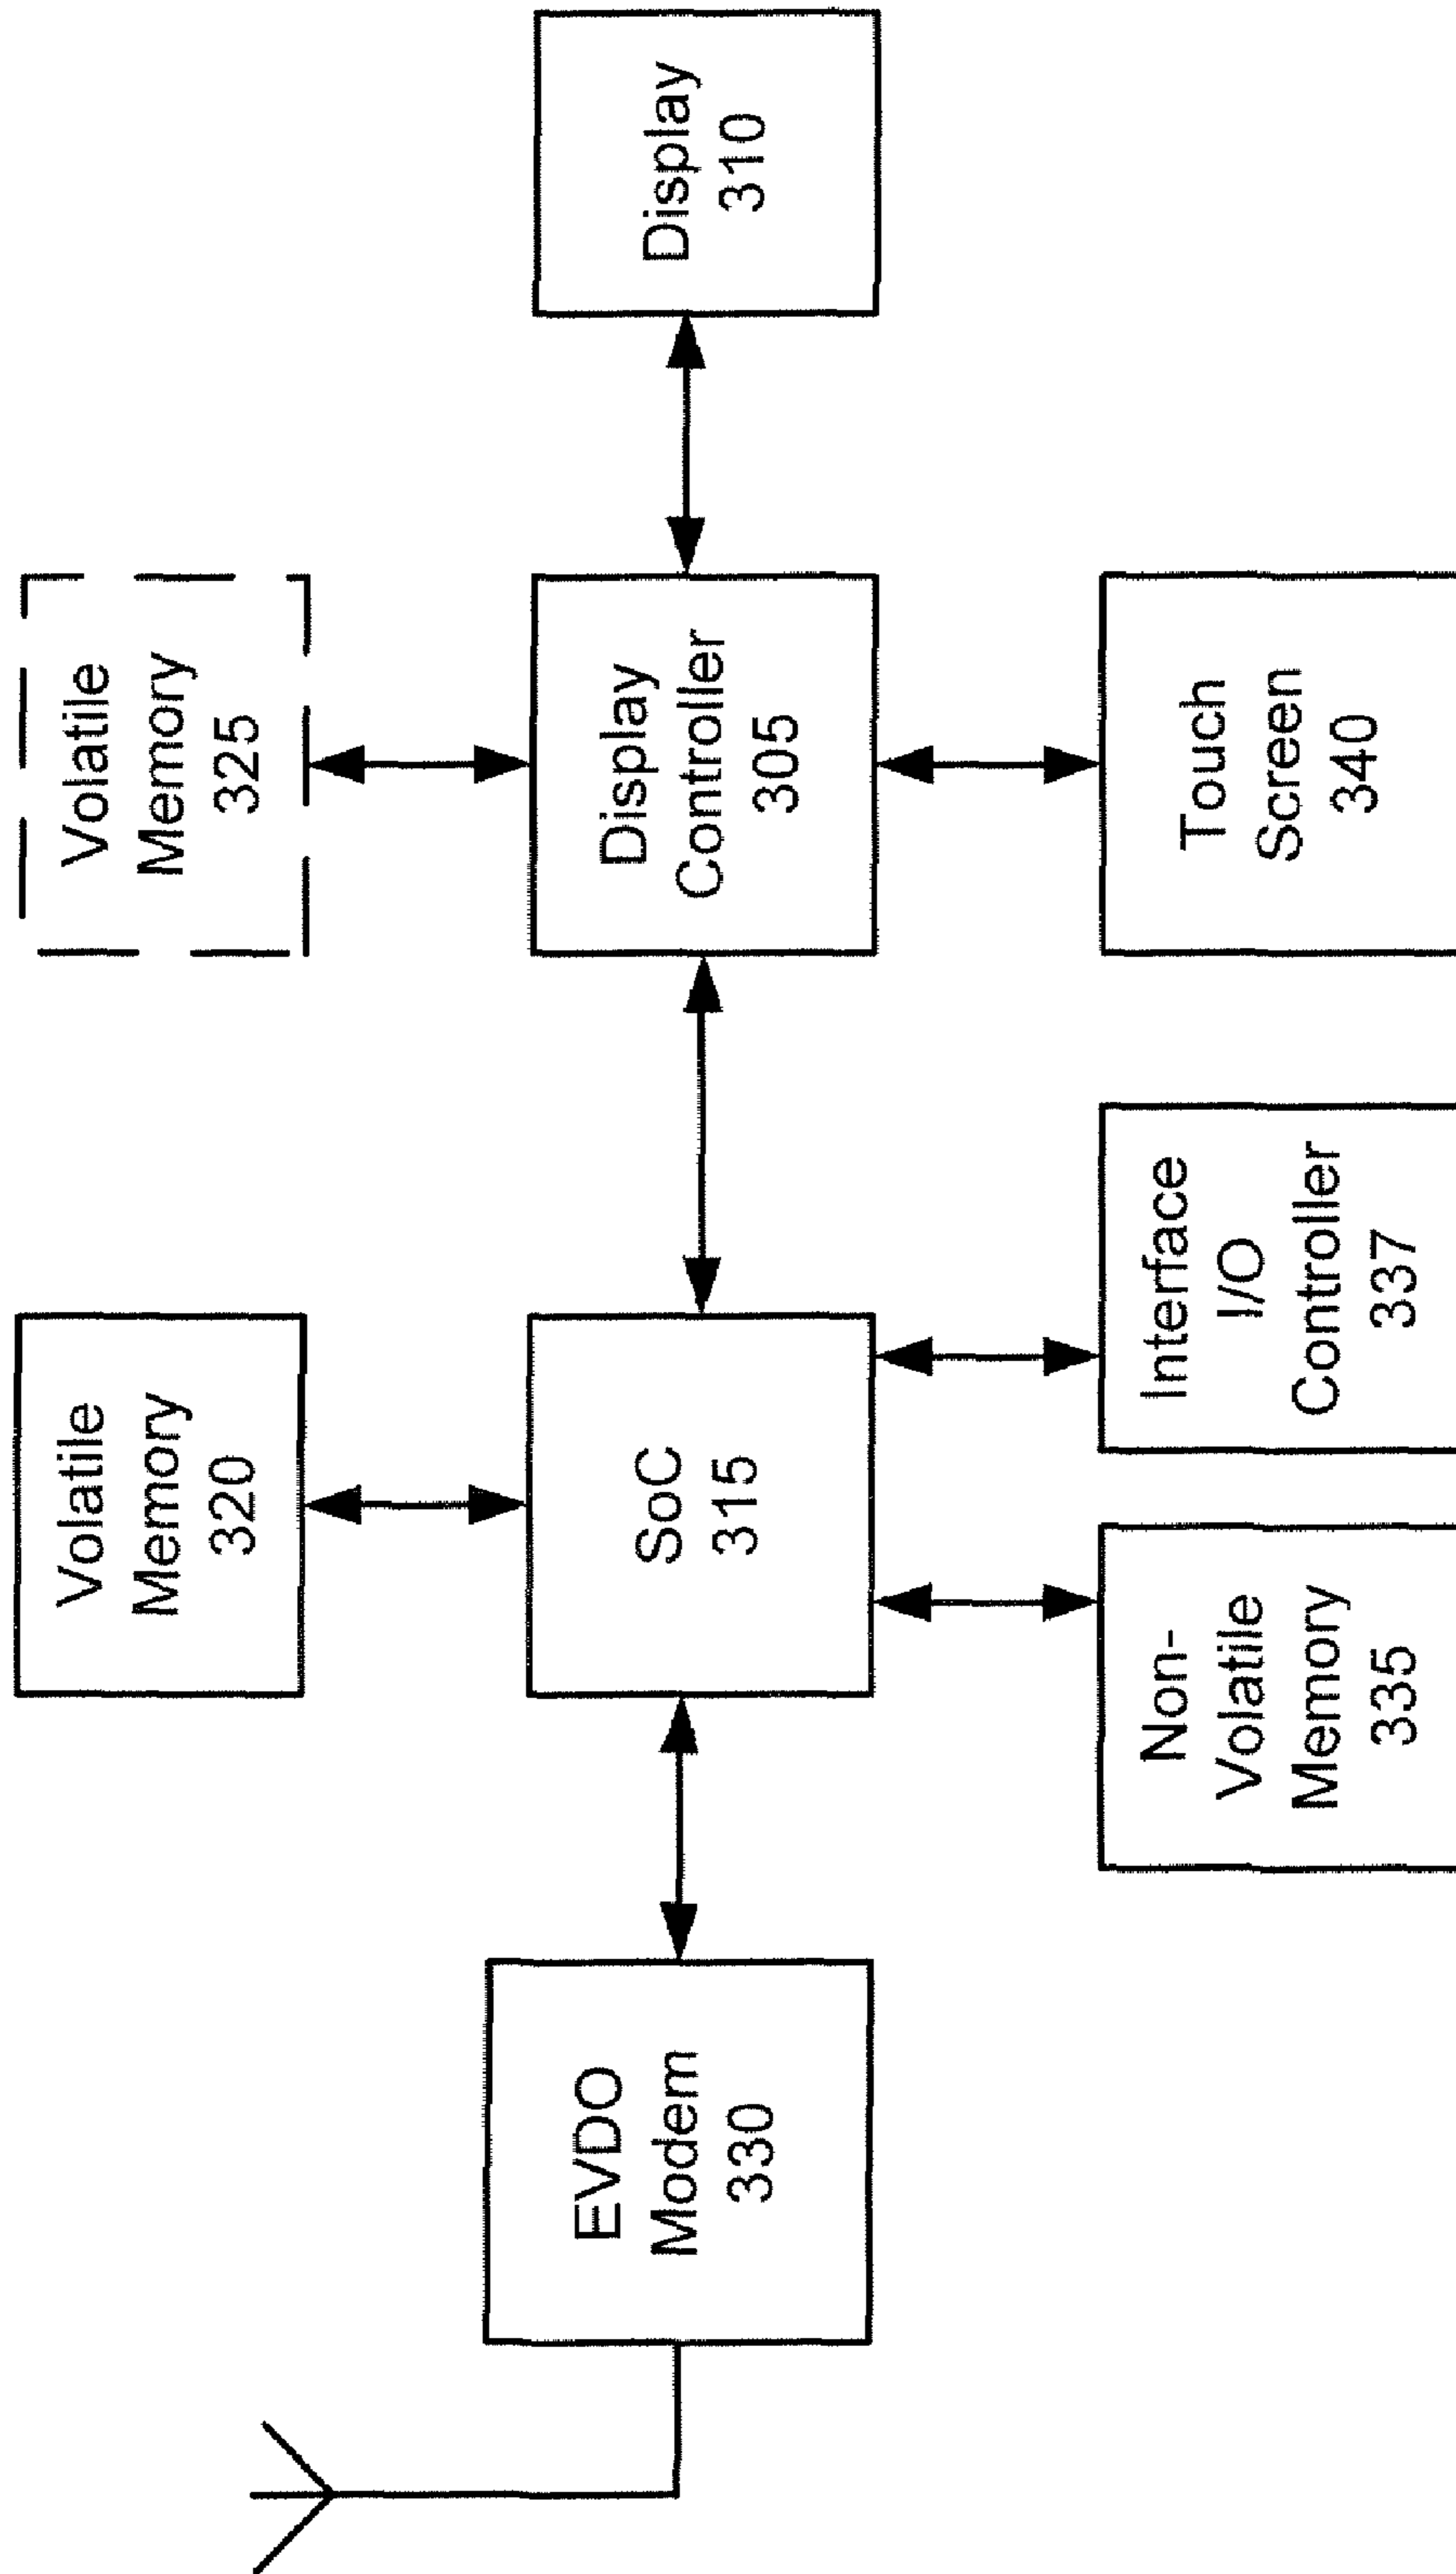 Volatile
Memory
320
Volatile
Memory
325
EVDO
Modem
330
SoC
315
Display
Controller
305
Display
310
Non-
Volatile
Memory
335
Interface
I/O
Controller
337
Touch
Screen
340